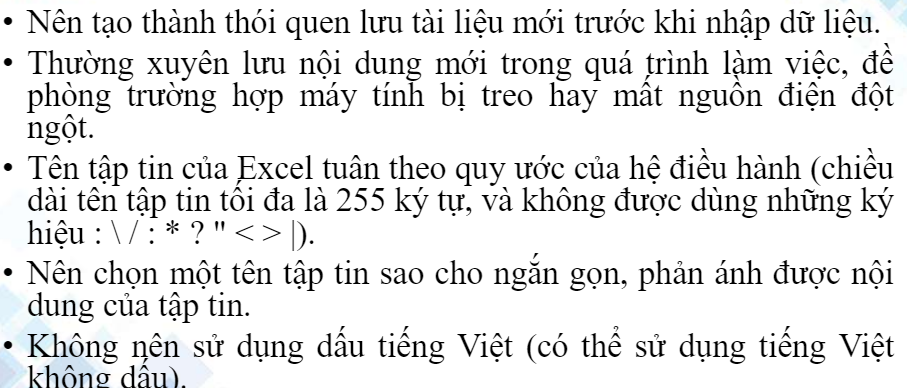 • Nên tạo thành thói quen lưu tài liệu mới trước khi nhập dữ liệu.
• Thường xuyên lưu nội dung mới trong quá trình làm việc, đề
phòng trường hợp máy tính bị treo hay mất nguồn điện đột
ngột.
• Tên tập tin của Excel tuân theo quy ước của hệ điều hành (chiều
dài tên tập tin tối đa là 255 ký tự, và không được dùng những ký
hiệu : \ / : * ? " < > |).
• Nên chọn một tên tập tin sao cho ngắn gọn, phản ánh được nội
dung của tập tin.
• Không nên sử dụng dấu tiếng Việt (có thể sử dụng tiếng Việt
không dấu).